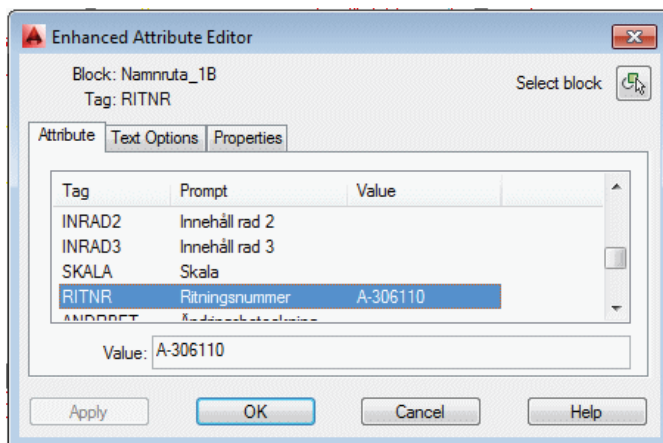 Enhanced Attribute Editor
Block: Namnruta_1B
Tag: RITNR
Select block
Attribute Text Options Properties
Tag Prompt Value
INRAD2 Innehåll rad 2
INRAD3 Innehåll rad 3
SKALA Skala
RITNR Ritningsnummer A-306110
Value: A-306110
Apply OK Cancel Help